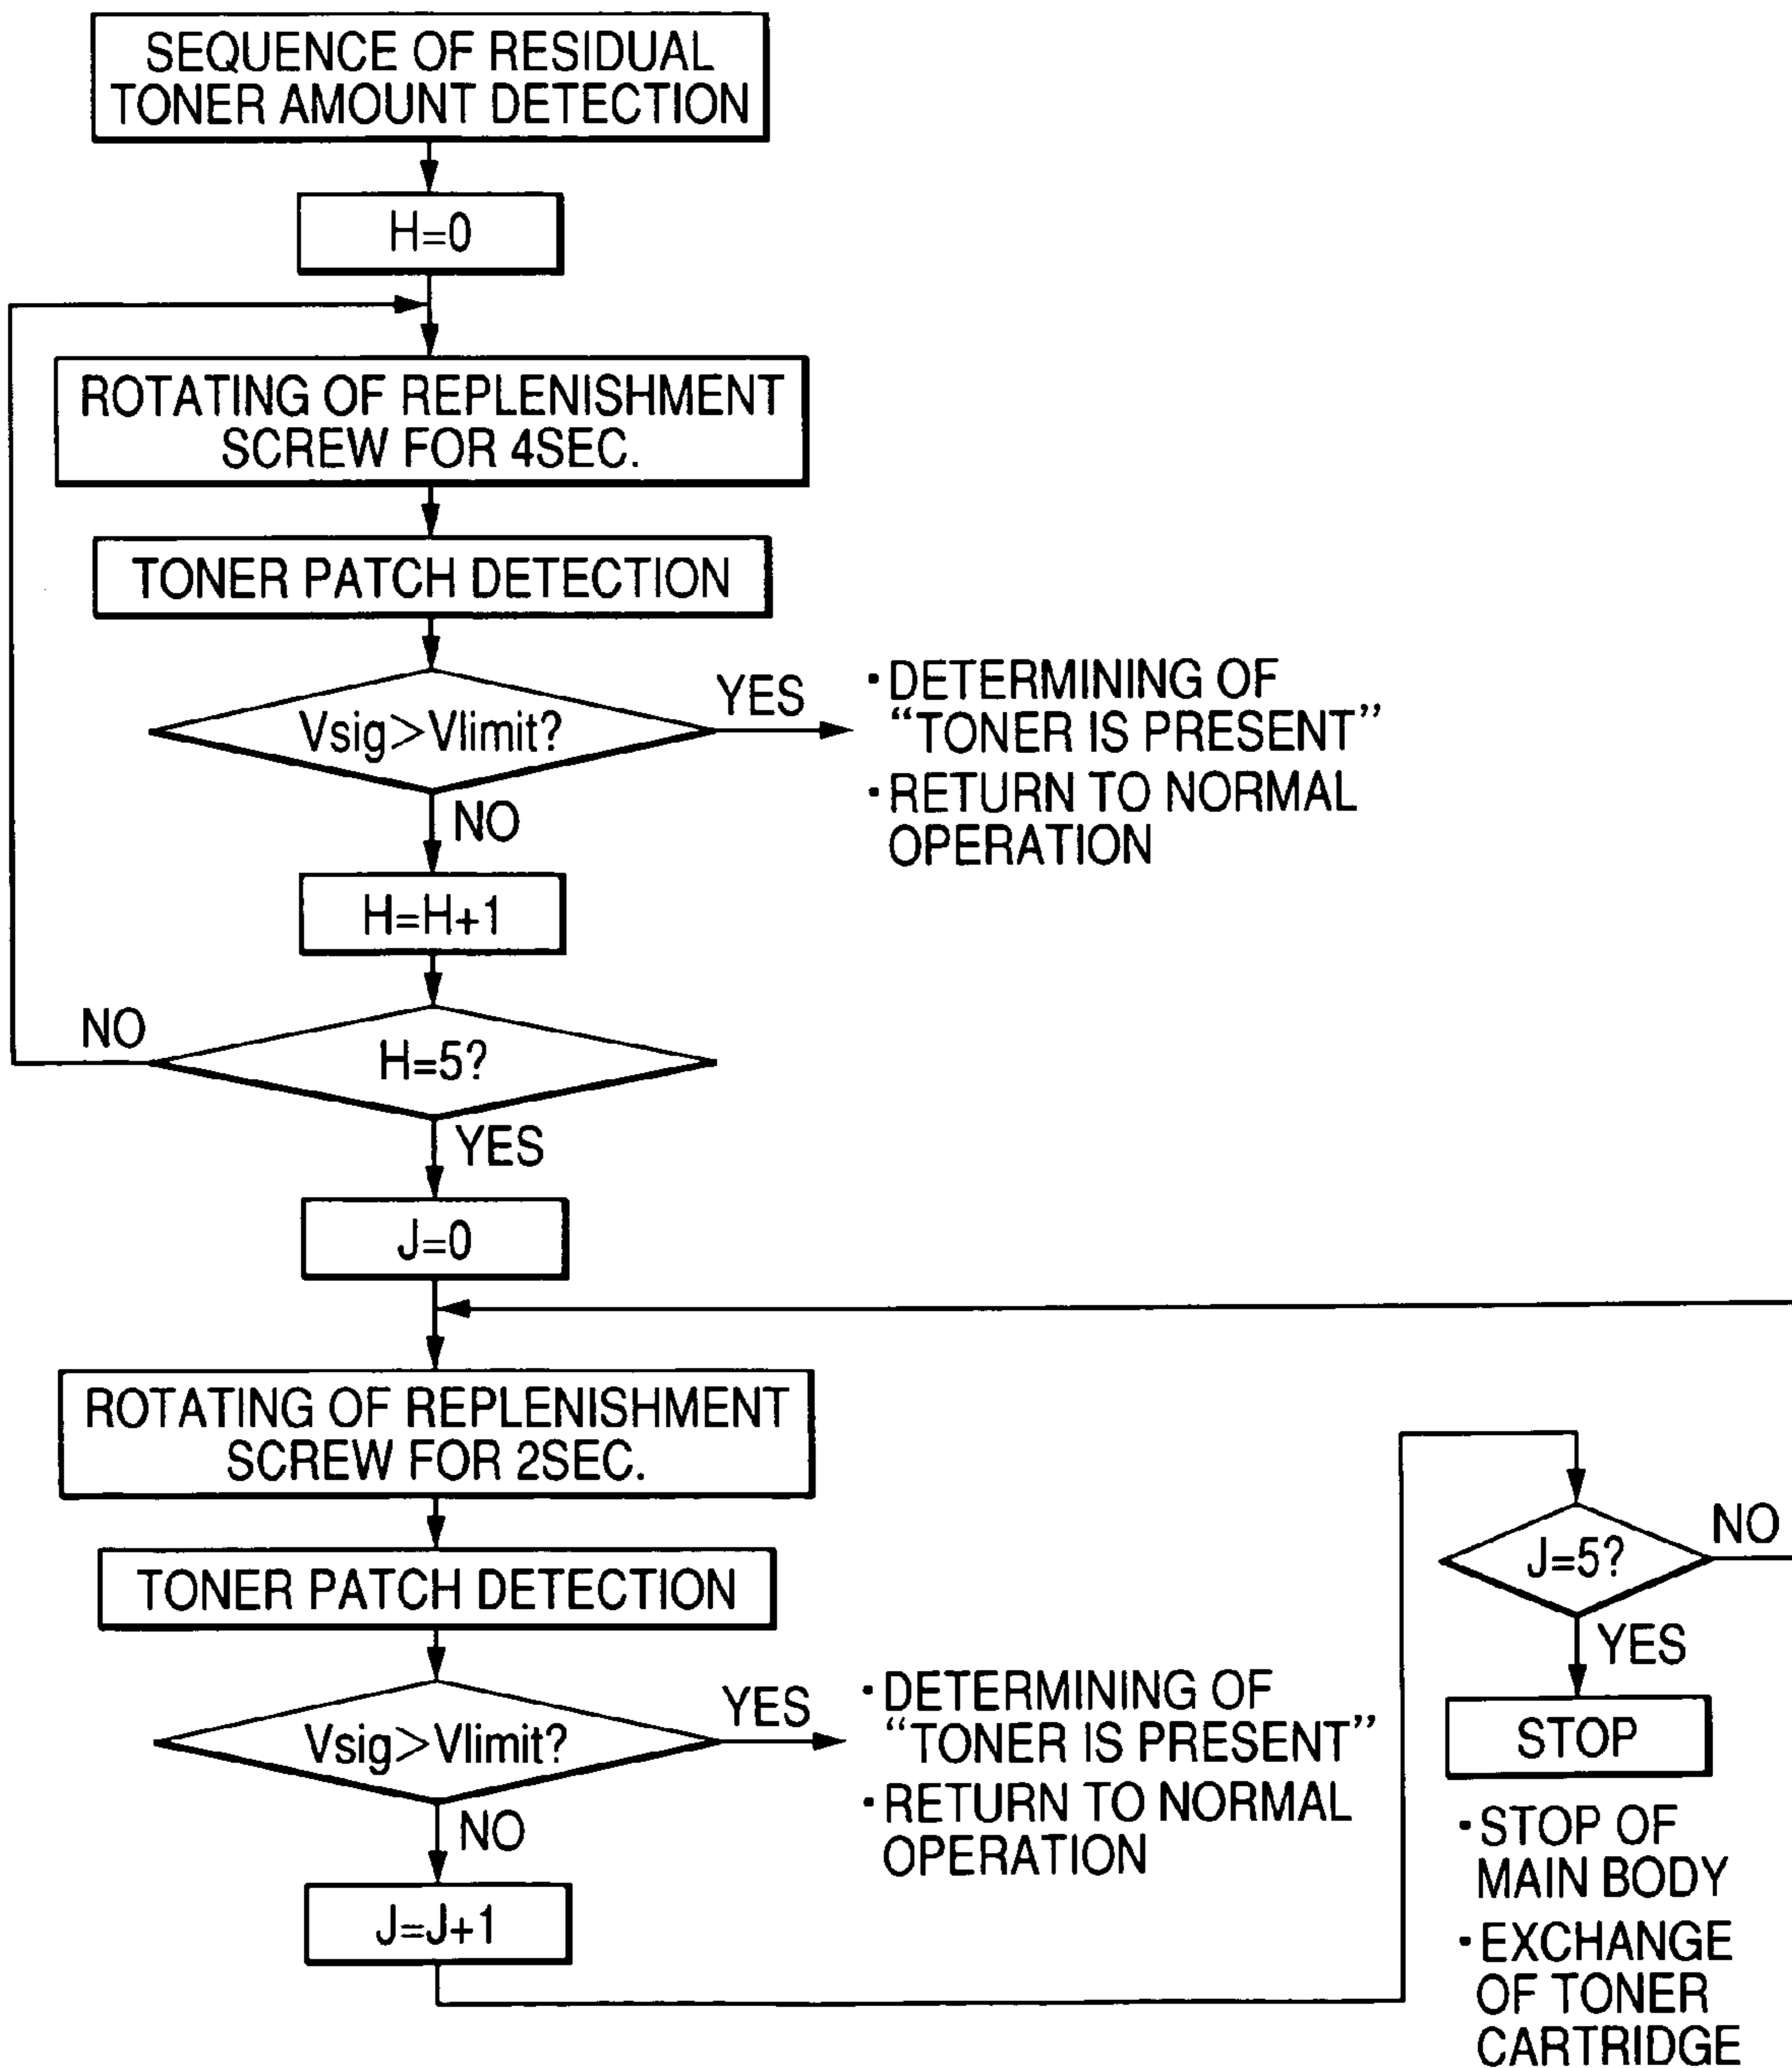 SEQUENCE OF RESIDUAL
TONER AMOUNT DETECTION
H=0
ROTATING OF REPLENISHMENT
SCREW FOR 4SEC.
TONER PATCH DETECTION
Vsig>Vlimit?
YES
・DETERMINING OF
“TONER IS PRESENT”
・RETURN TO NORMAL
OPERATION
NO
H=H+1
H=5?
NO
YES
J=0
ROTATING OF REPLENISHMENT
SCREW FOR 2SEC.
TONER PATCH DETECTION
Vsig>Vlimit?
YES
・DETERMINING OF
“TONER IS PRESENT”
・RETURN TO NORMAL
OPERATION
NO
J=J+1
J=5?
NO
YES
STOP
・STOP OF
MAIN BODY
・EXCHANGE
OF TONER
CARTRIDGE